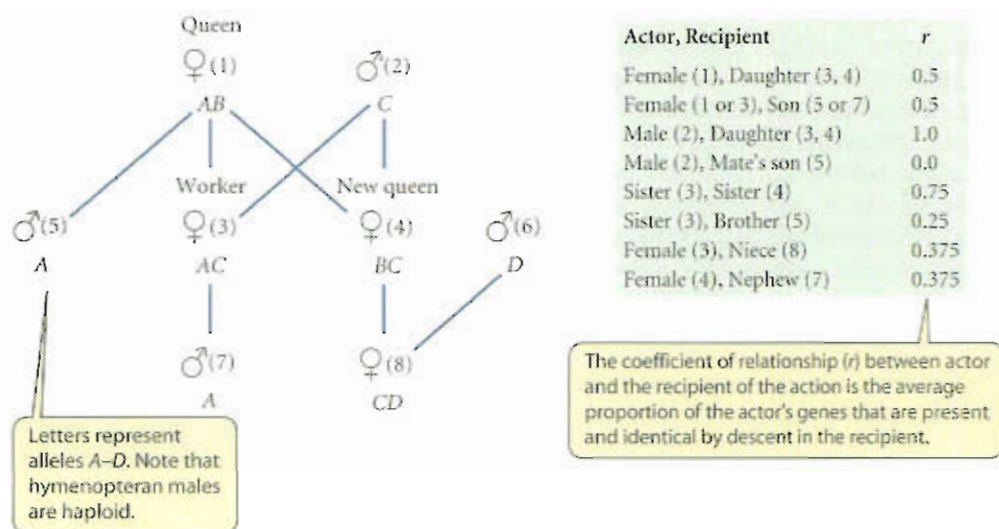 Queen
♀(1)
♂(2)
AB
C
Worker
New queen
♂(5)
♀(3)
♀(4)
♂(6)
A
AC
BC
D
♂(7)
♀(8)
A
CD
Letters represent
alleles A–D. Note that
hymenopteran males
are haploid.
Actor, Recipient r
Female (1), Daughter (3, 4) 0.5
Female (1 or 3), Son (5 or 7) 0.5
Male (2), Daughter (3, 4) 1.0
Male (2), Mate's son (5) 0.0
Sister (3), Sister (4) 0.75
Sister (3), Brother (5) 0.25
Female (3), Niece (8) 0.375
Female (4), Nephew (7) 0.375
The coefficient of relationship (r) between actor
and the recipient of the action is the average
proportion of the actor's genes that are present
and identical by descent in the recipient.